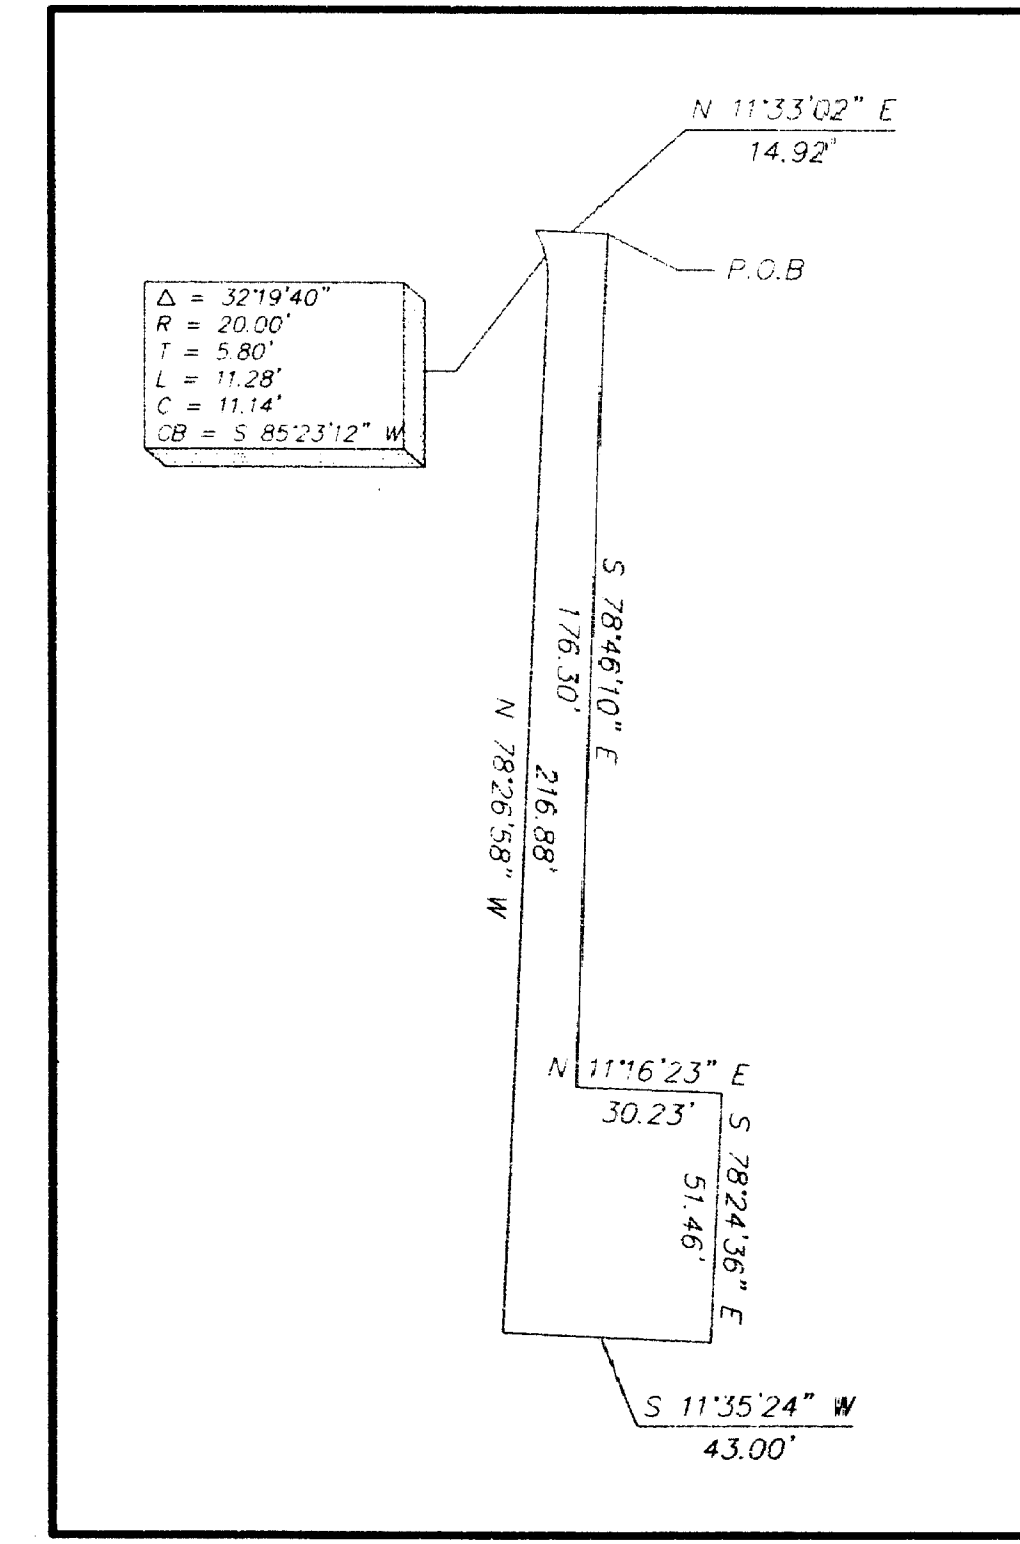 N 11°33'02" E
14.92'
P.O.B
Δ = 32°19'40"
R = 20.00'
T = 5.80'
L = 11.28'
C = 11.14'
CB = S 85°23'12" W
S 78°46'10" E
176.30'
216.88'
N 78°26'58" W
N 11°16'23" E
30.23'
S 78°24'36" E
51.46'
S 11°35'24" W
43.00'